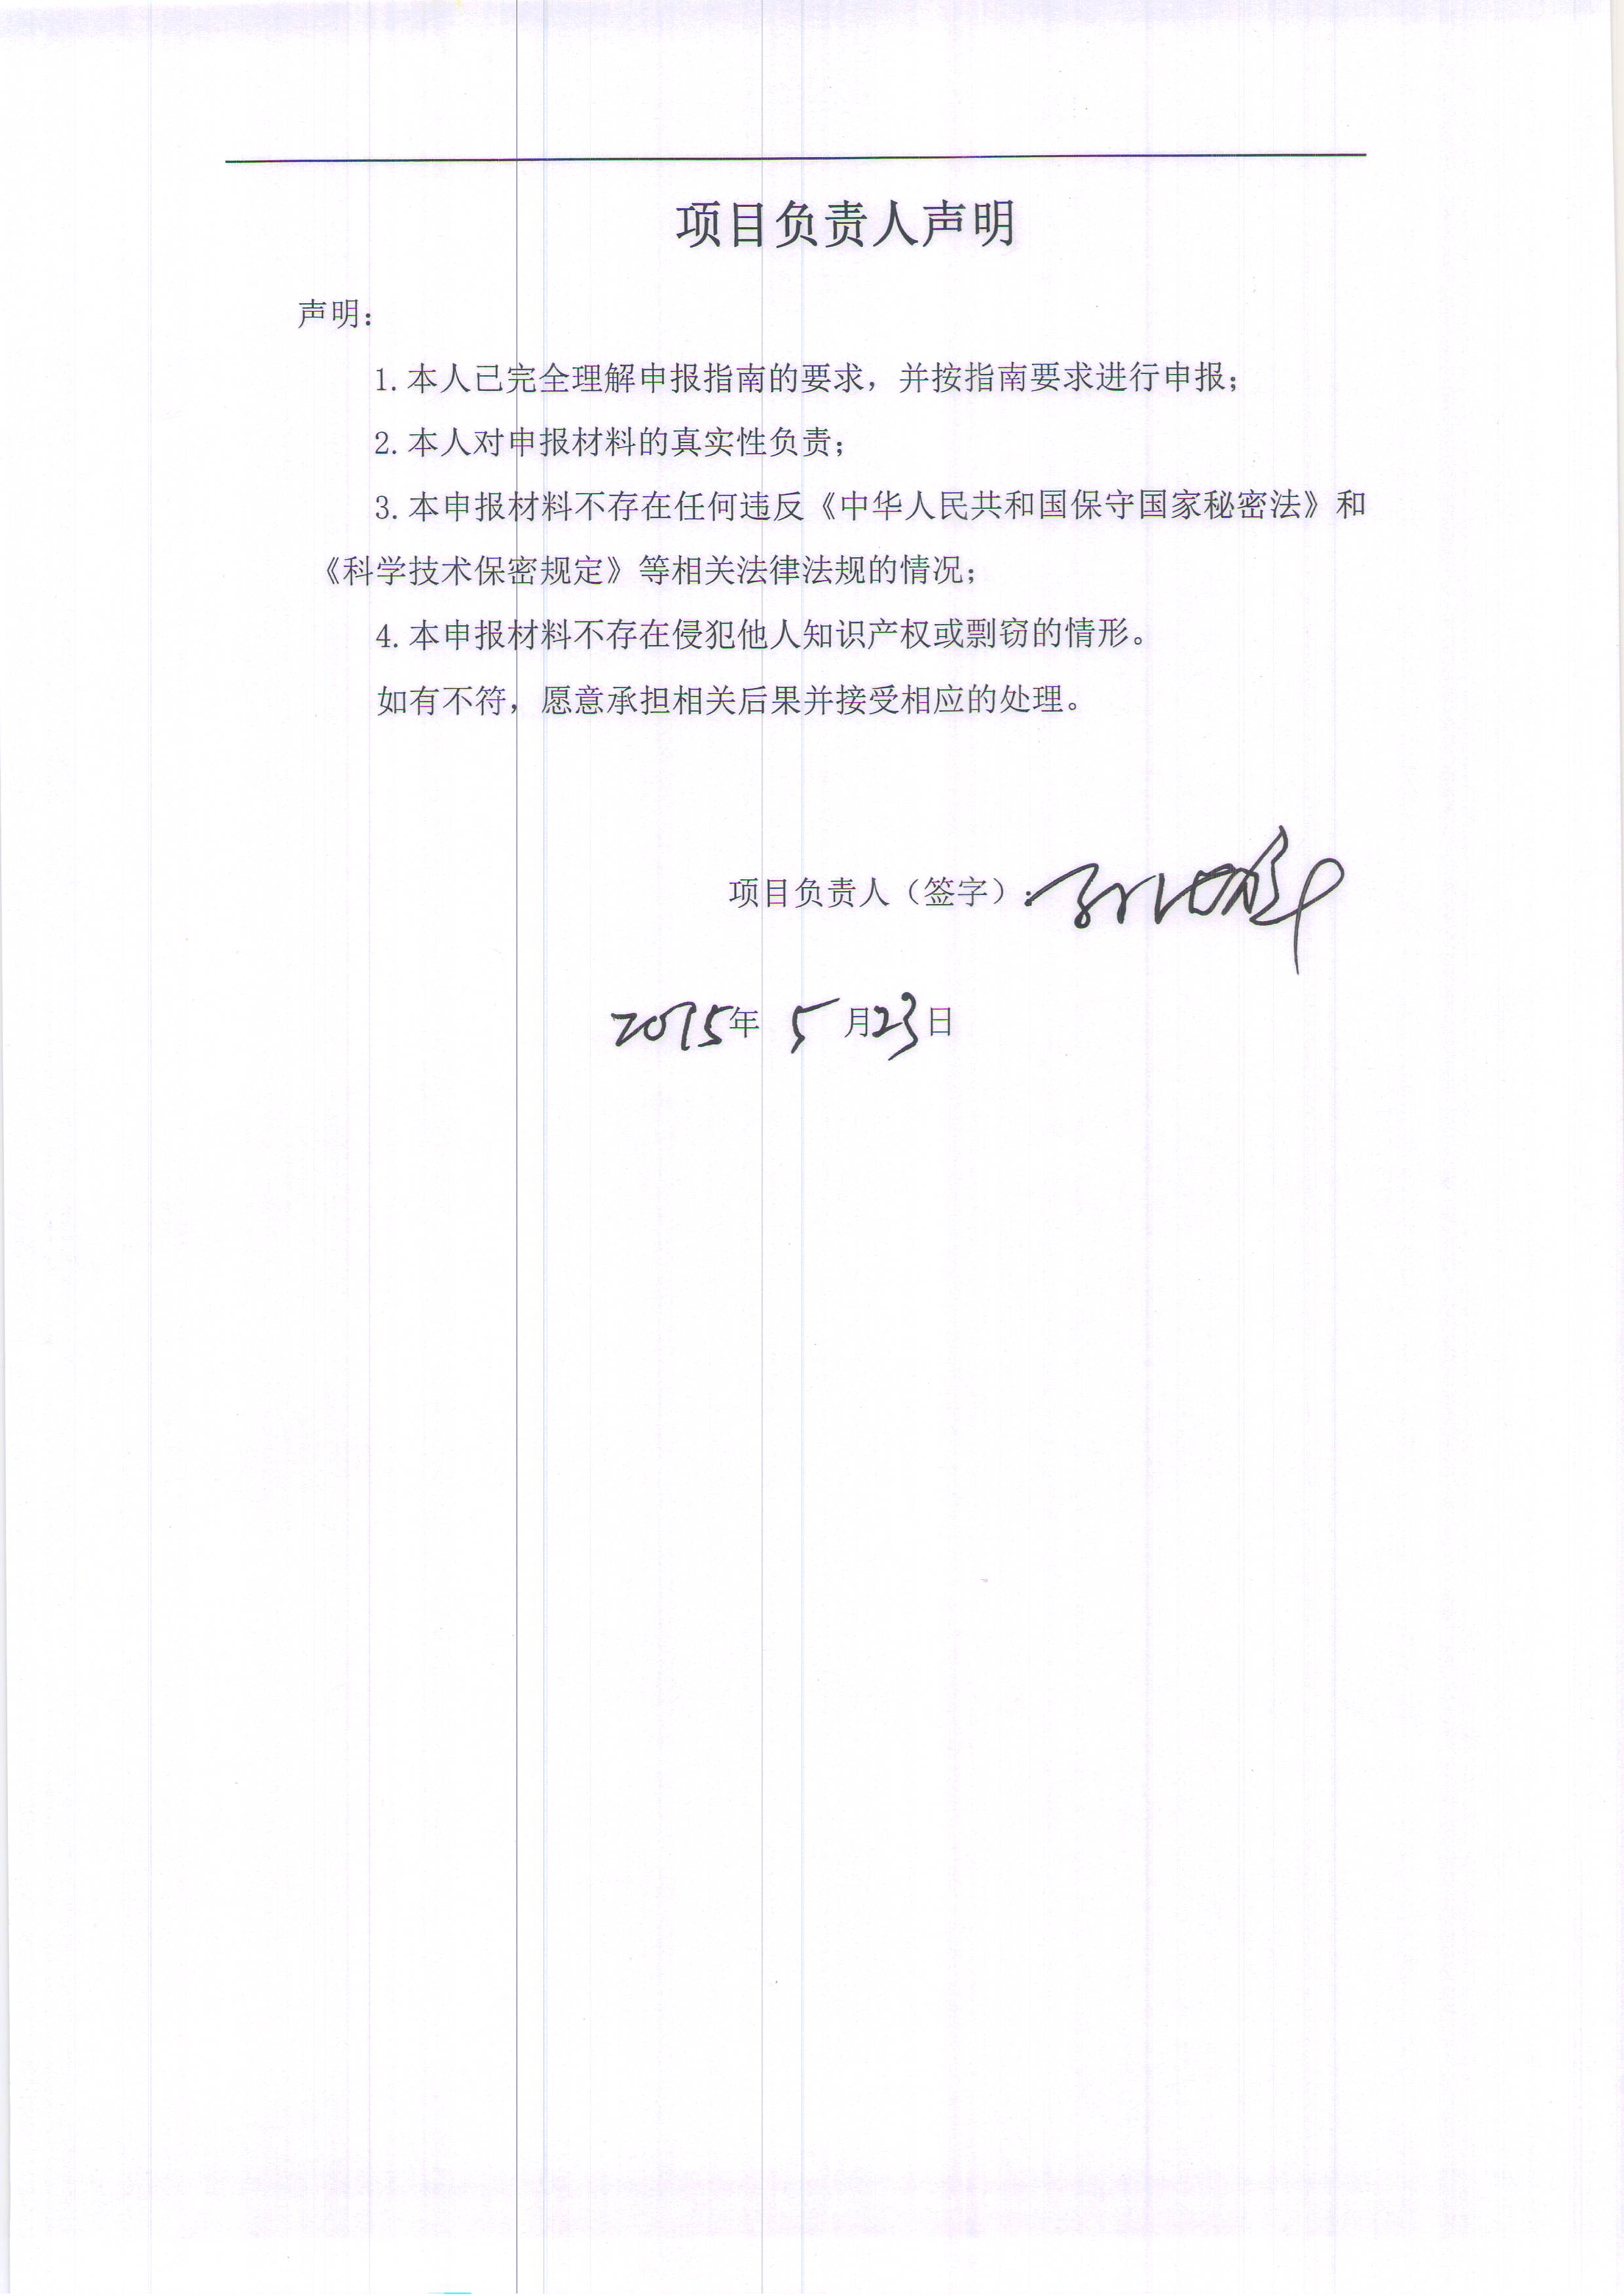 项目负责人声明
声明：
1.本人已完全理解申报指南的要求，并按指南要求进行申报；
2.本人对申报材料的真实性负责；
3.本申报材料不存在任何违反《中华人民共和国保守国家秘密法》和
《科学技术保密规定》等相关法律法规的情况；
4.本申报材料不存在侵犯他人知识产权或剽窃的情形。
如有不符，愿意承担相关后果并接受相应的处理。
项目负责人（签字）：
2015年 5月23日